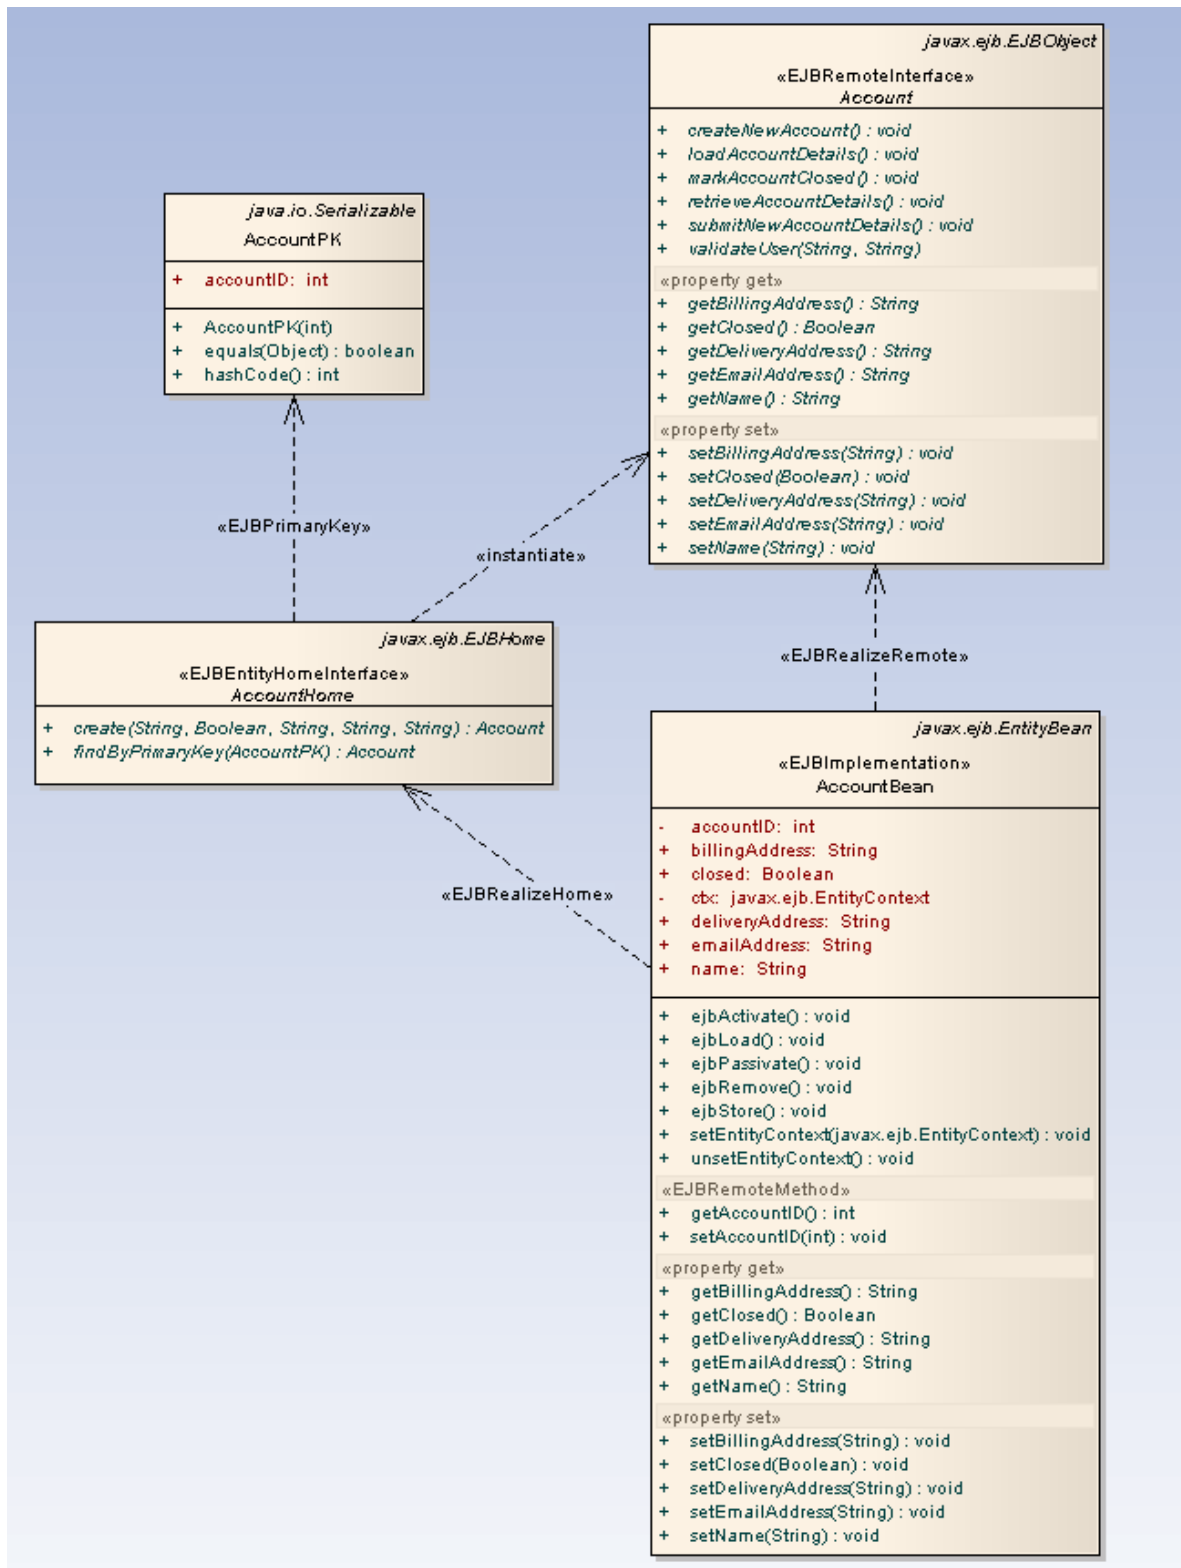 javax.ejb.EJBObject
«EJBRemoteInterface»
Account
+ createNewAccount() : void
+ loadAccountDetails() : void
+ markAccountClosed() : void
+ retrieveAccountDetails() : void
+ submitNewAccountDetails() : void
+ validateUser(String, String)
«property get»
+ getBillingAddress() : String
+ getClosed() : Boolean
+ getDeliveryAddress() : String
+ getEmailAddress() : String
+ getName() : String
«property set»
+ setBillingAddress(String) : void
+ setClosed(Boolean) : void
+ setDeliveryAddress(String) : void
+ setEmailAddress(String) : void
+ setName(String) : void
java.io.Serializable
AccountPK
+ accountID: int
+ AccountPK(int)
+ equals(Object) : boolean
+ hashCode() : int
«EJBPrimaryKey»
«instantiate»
javax.ejb.EJBHome
«EJBEntityHomeInterface»
AccountHome
+ create(String, Boolean, String, String, String) : Account
+ findByPrimaryKey(AccountPK) : Account
«EJBRealizeRemote»
«EJBRealizeHome»
javax.ejb.EntityBean
«EJBImplementation»
AccountBean
- accountID: int
+ billingAddress: String
+ closed: Boolean
- ctx: javax.ejb.EntityContext
+ deliveryAddress: String
+ emailAddress: String
+ name: String
+ ejbActivate() : void
+ ejbLoad() : void
+ ejbPassivate() : void
+ ejbRemove() : void
+ ejbStore() : void
+ setEntityContext(javax.ejb.EntityContext) : void
+ unsetEntityContext() : void
«EJBRemoteMethod»
+ getAccountID() : int
+ setAccountID(int) : void
«property get»
+ getBillingAddress() : String
+ getClosed() : Boolean
+ getDeliveryAddress() : String
+ getEmailAddress() : String
+ getName() : String
«property set»
+ setBillingAddress(String) : void
+ setClosed(Boolean) : void
+ setDeliveryAddress(String) : void
+ setEmailAddress(String) : void
+ setName(String) : void